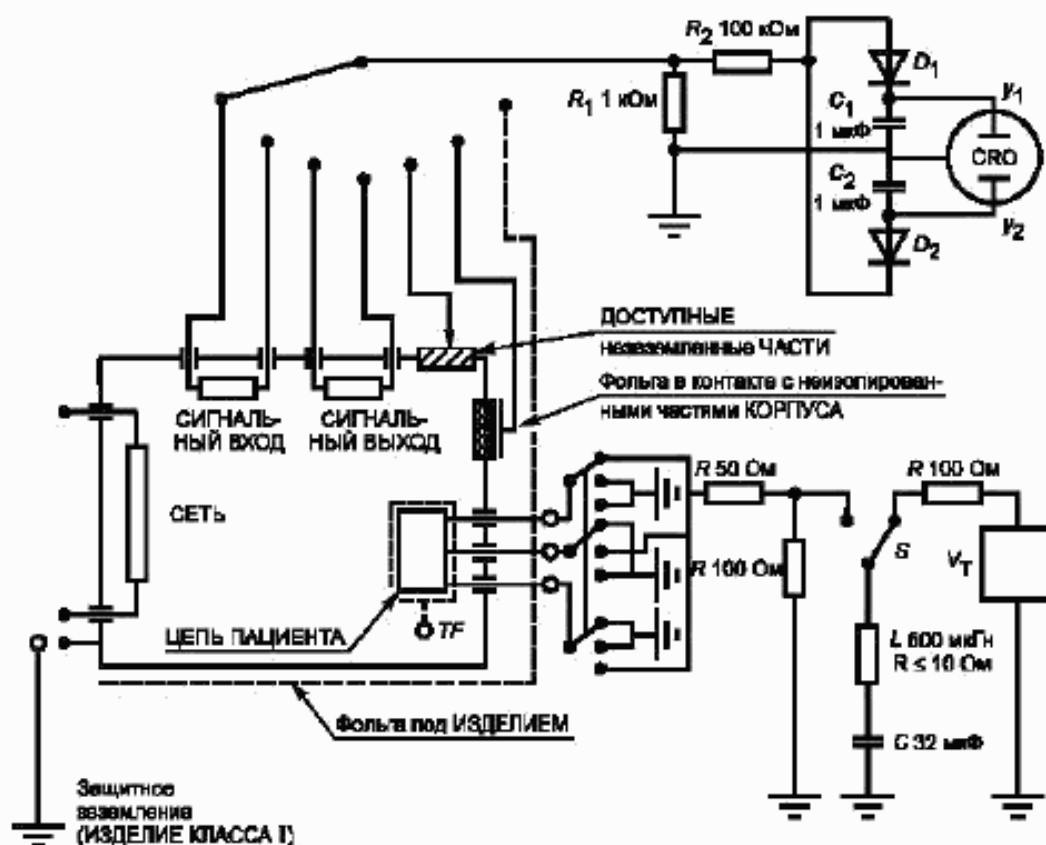 R₂ 100 кОм
D₁
y₁
C₁
R₁ 1 кОм
1 мкФ
CRO
C₂
1 мкФ
y₂
D₂
ДОСТУПНЫЕ
незаземленные ЧАСТИ
Фольга в контакте с неизолирован-
ными частями КОРПУСА
СИГНАЛЬ-
НЫЙ ВХОД
СИГНАЛЬ-
НЫЙ ВЫХОД
R 50 Ом
R 100 Ом
СЕТЬ
S
V_T
R 100 Ом
ЦЕПЬ ПАЦИЕНТА
TF
L 500 мкГн
R ≤ 10 Ом
Фольга под ИЗДЕЛИЕМ
C 32 мкФ
Защитное
заземление
(ИЗДЕЛИЕ КЛАССА I)